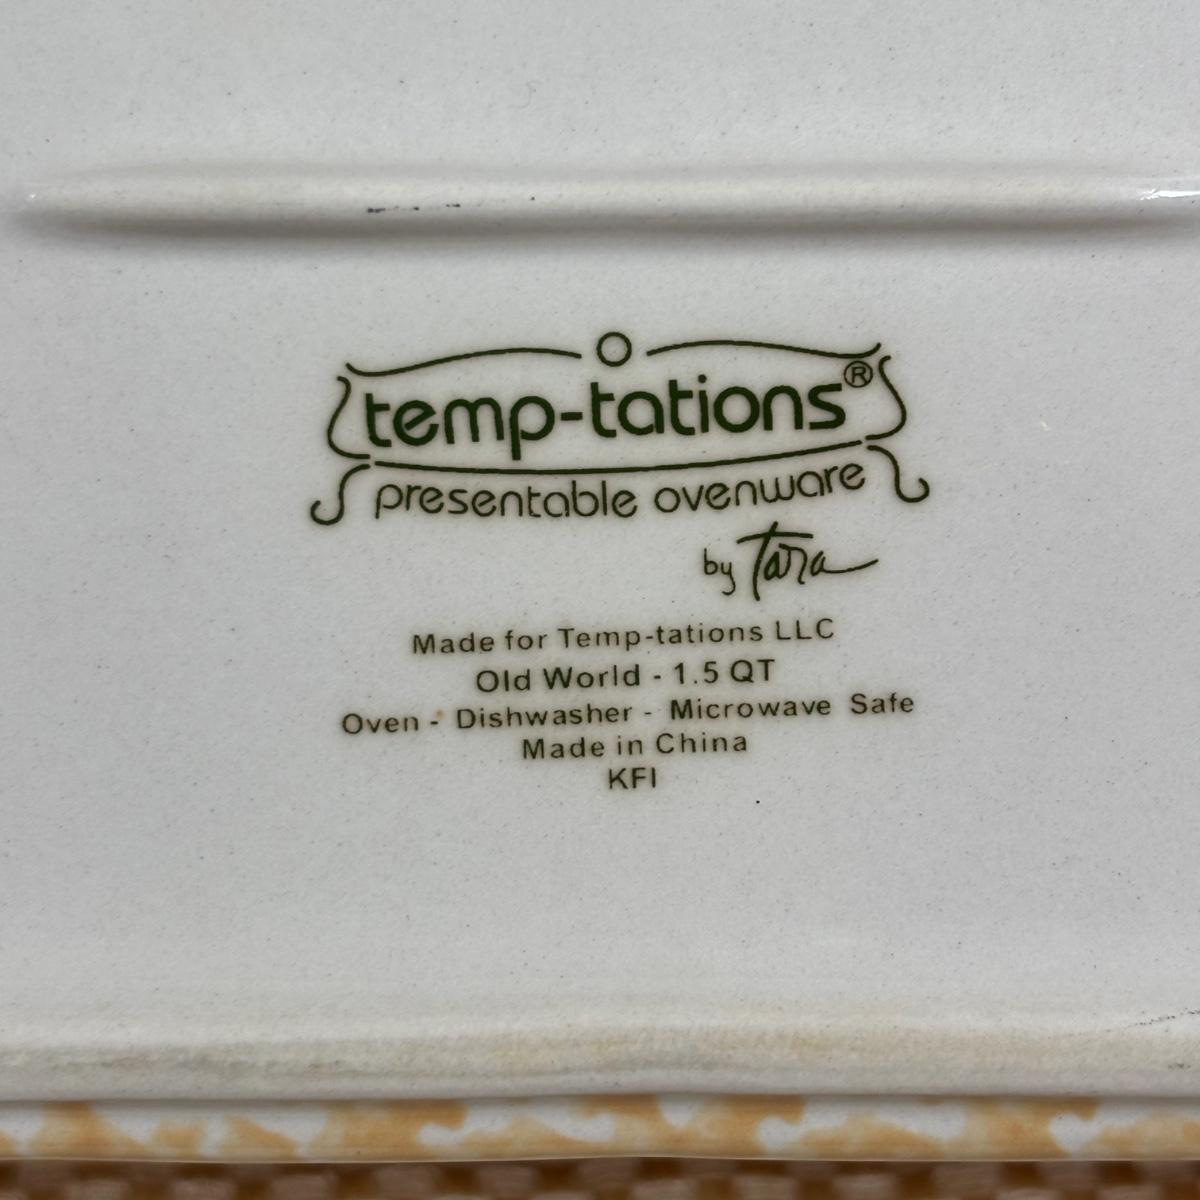 temp-tations®
presentable ovenware
by Tara
Made for Temp-tations LLC
Old World - 1.5 QT
Oven - Dishwasher - Microwave Safe
Made in China
KFI